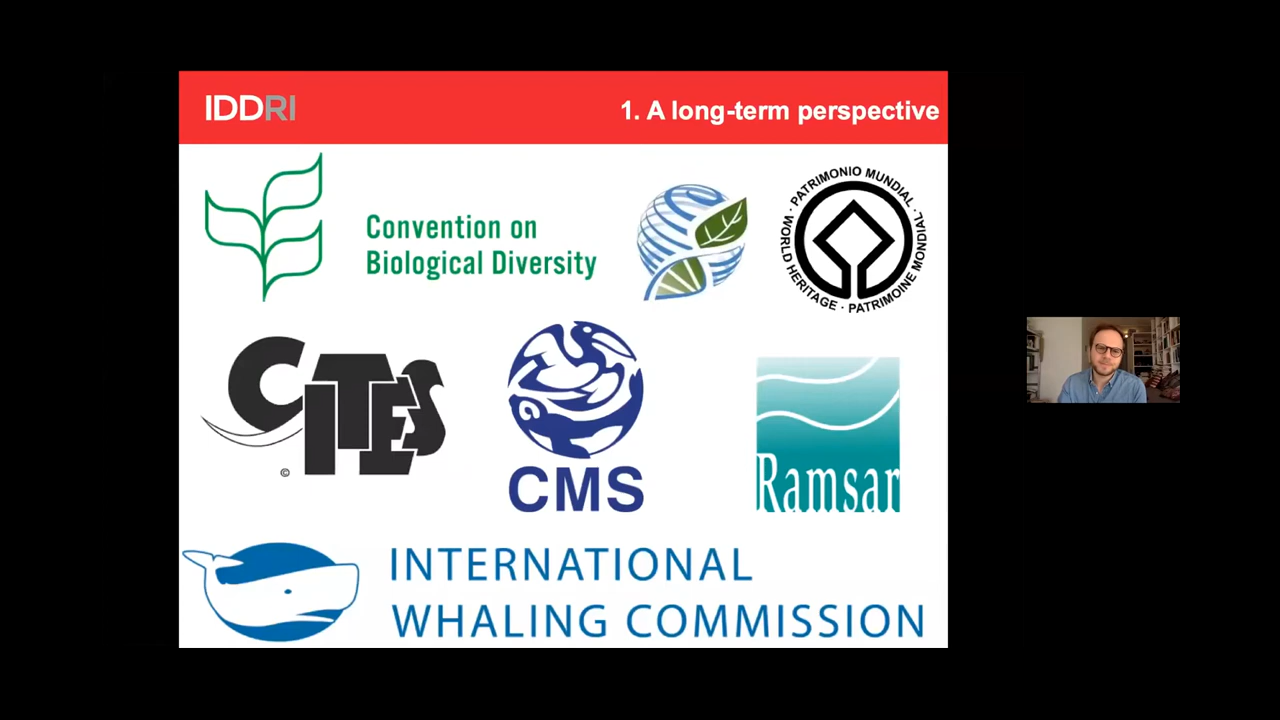 IDDRI
1. A long-term perspective
Convention on
Biological Diversity
· PATRIMONIO MUNDIAL · WORLD HERITAGE · PATRIMOINE MONDIAL
CITES
©
CMS
Ramsar
INTERNATIONAL
WHALING COMMISSION